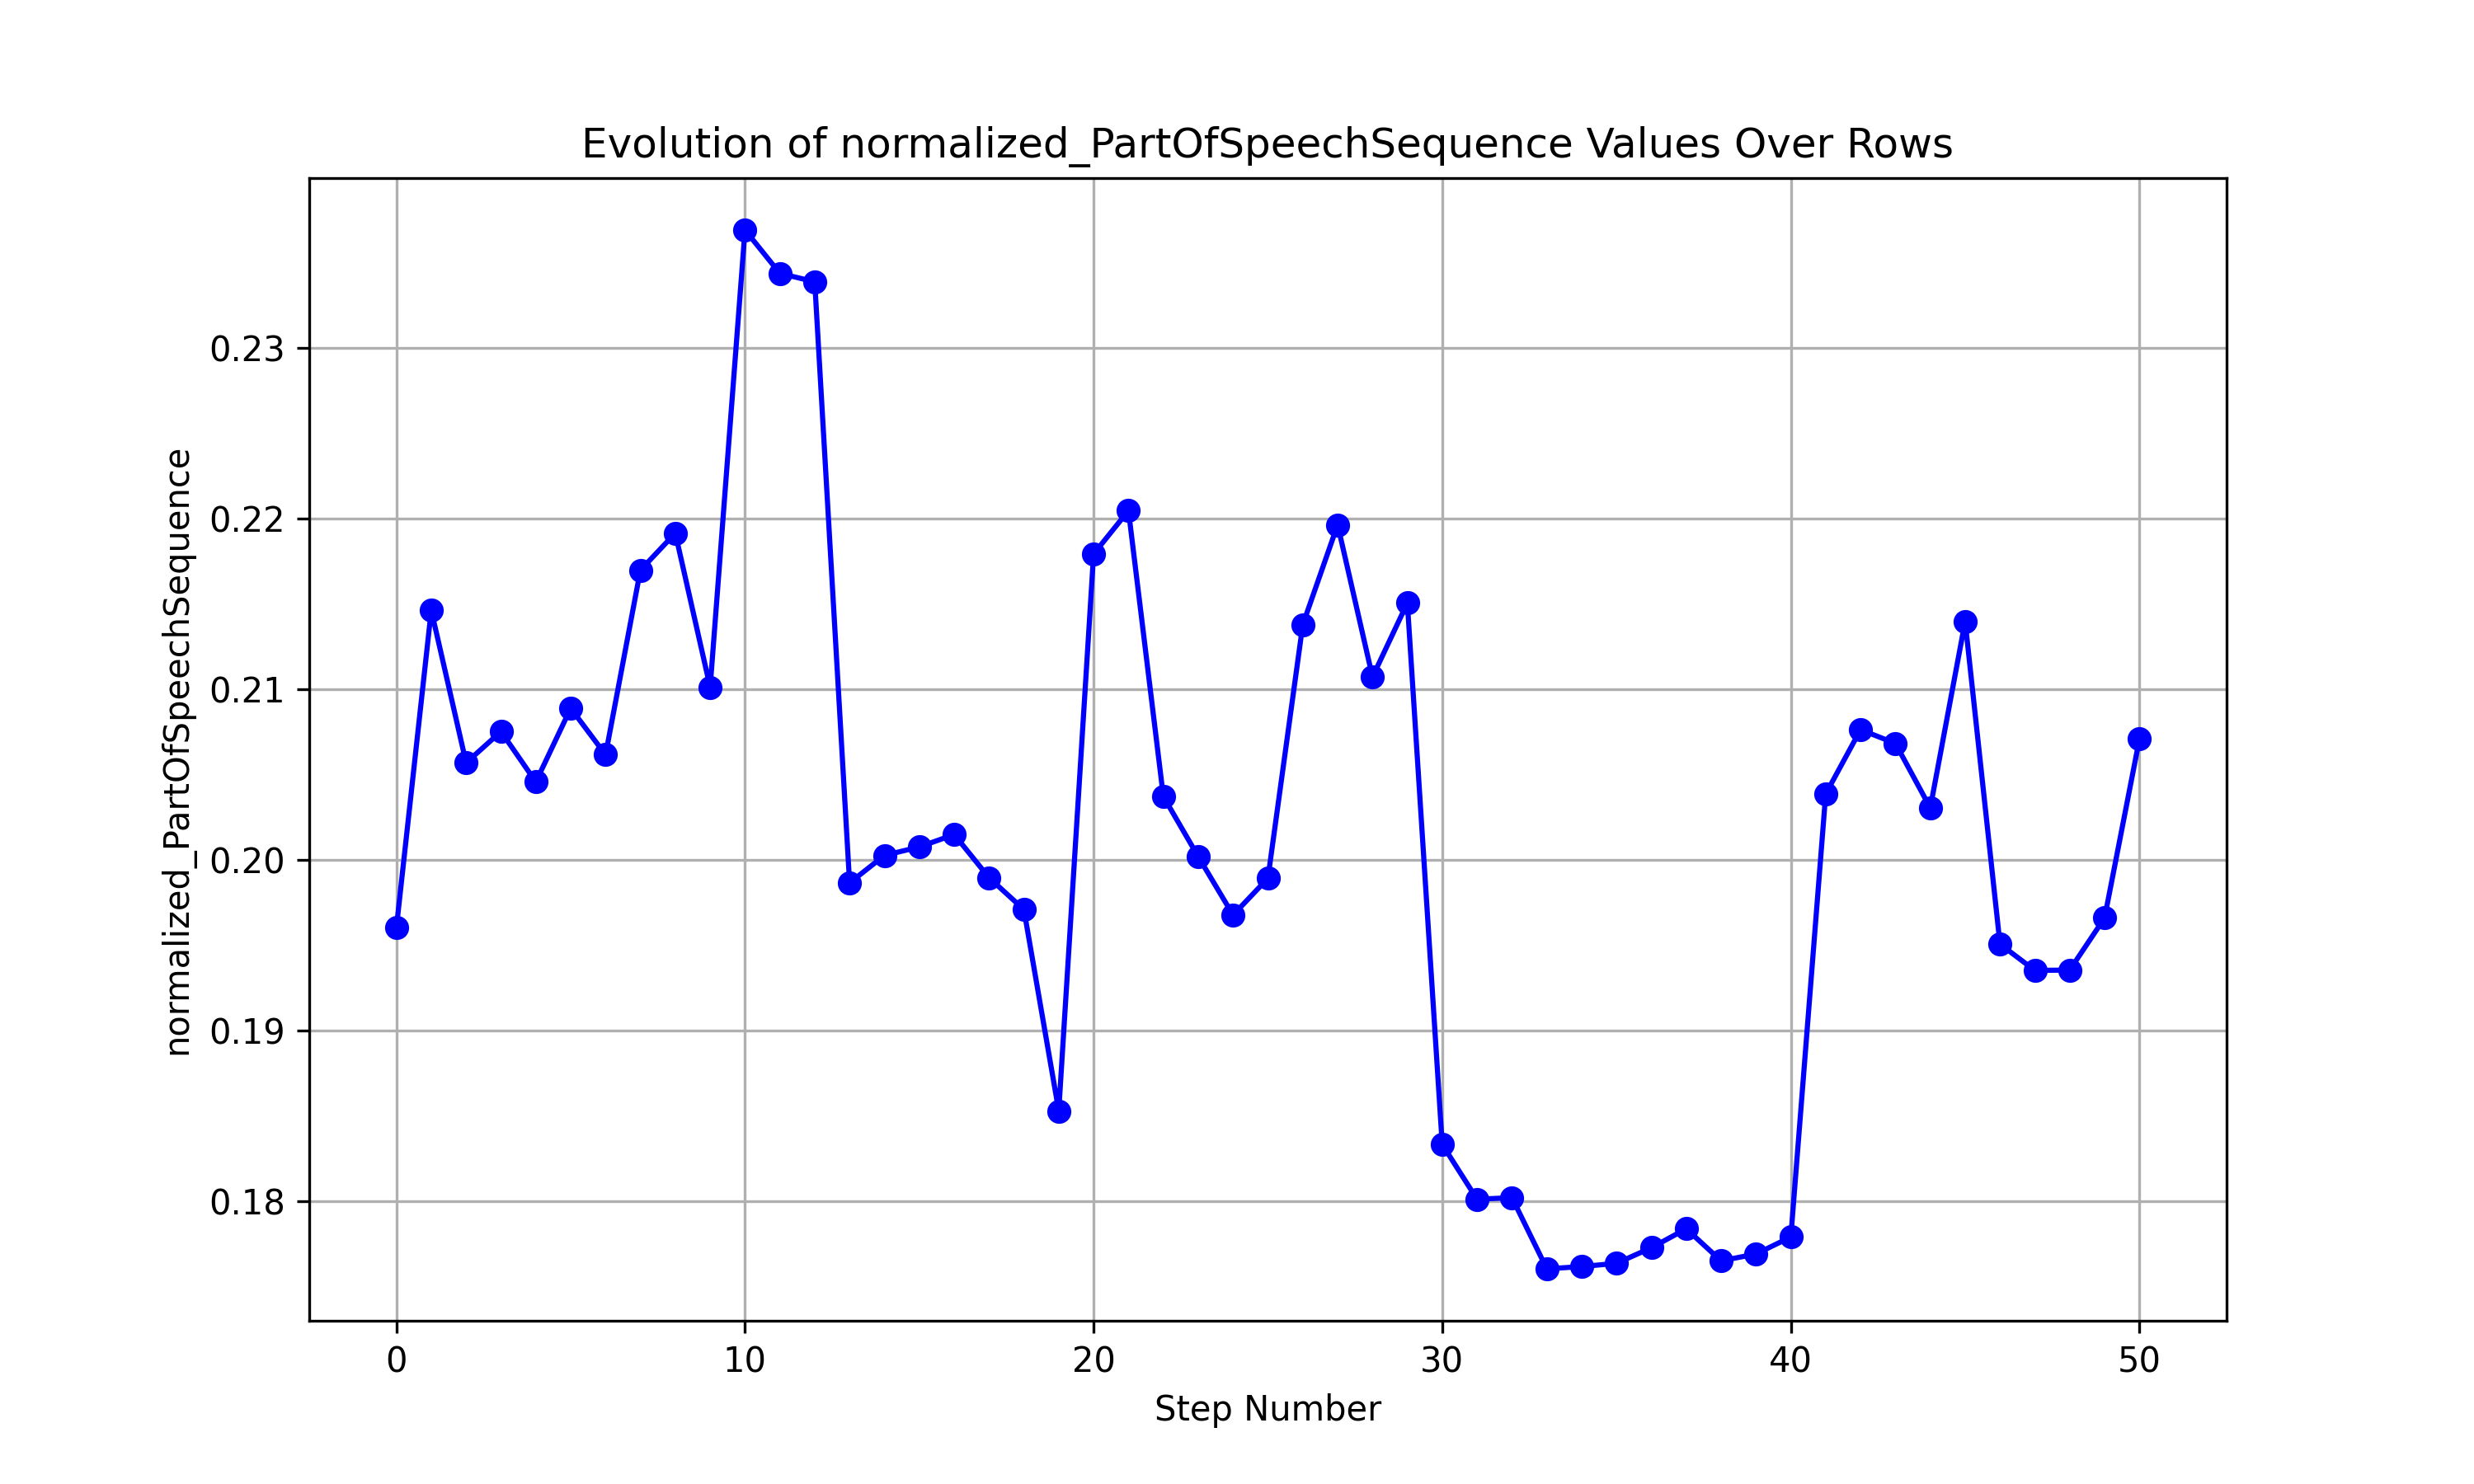 Evolution of normalized_PartOfSpeechSequence Values Over Rows
normalized_PartOfSpeechSequence
0.23
0.22
0.21
0.20
0.19
0.18
0 10 20 30 40 50
Step Number